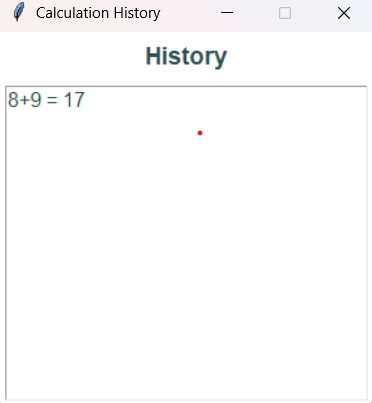 Calculation History
History
8+9 = 17